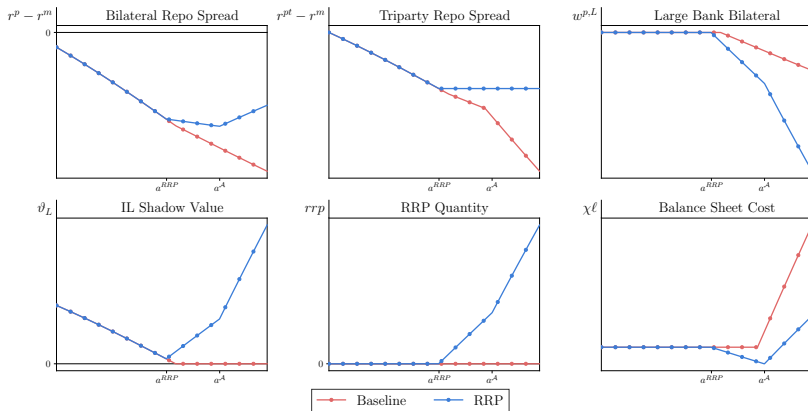 r^p − r^m Bilateral Repo Spread
r^{pt} − r^m Triparty Repo Spread
w^{p,L} Large Bank Bilateral
0
a^{RRP} a^A
a^{RRP} a^A
a^{RRP} a^A
ϑ_L IL Shadow Value
rrp RRP Quantity
χℓ Balance Sheet Cost
0
0
a^{RRP} a^A
a^{RRP} a^A
a^{RRP} a^A
Baseline RRP